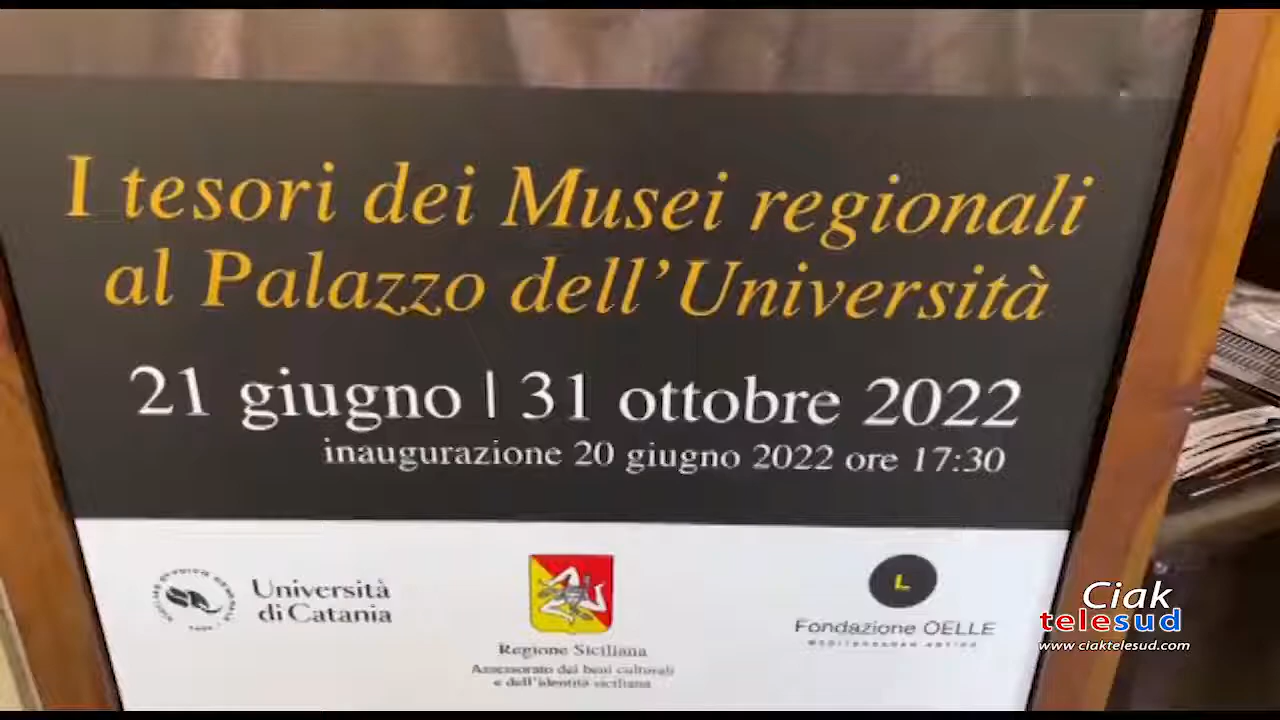 I tesori dei Musei regionali
al Palazzo dell'Università
21 giugno | 31 ottobre 2022
inaugurazione 20 giugno 2022 ore 17:30
Università
di Catania
Regione Siciliana
Assessorato dei beni culturali
e dell'identità siciliana
L
Fondazione OELLE
Ciak
telesud
www.ciaktelesud.com